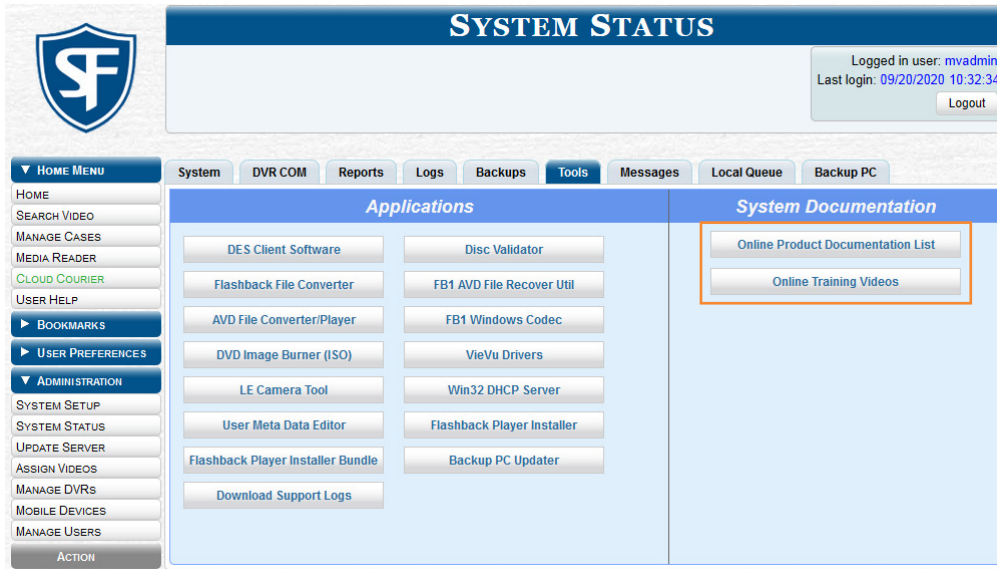 SF
SYSTEM STATUS
Logged in user: mvadmin
Last login: 09/20/2020 10:32:34
Logout
HOME MENU
HOME
SEARCH VIDEO
MANAGE CASES
MEDIA READER
CLOUD COURIER
USER HELP
BOOKMARKS
USER PREFERENCES
ADMINISTRATION
SYSTEM SETUP
SYSTEM STATUS
UPDATE SERVER
ASSIGN VIDEOS
MANAGE DVRS
MOBILE DEVICES
MANAGE USERS
ACTION
System DVR COM Reports Logs Backups Tools Messages Local Queue Backup PC
Applications
DES Client Software
Disc Validator
Flashback File Converter
FB1 AVD File Recover Util
AVD File Converter/Player
FB1 Windows Codec
DVD Image Burner (ISO)
VieVu Drivers
LE Camera Tool
Win32 DHCP Server
User Meta Data Editor
Flashback Player Installer
Flashback Player Installer Bundle
Backup PC Updater
Download Support Logs
System Documentation
Online Product Documentation List
Online Training Videos